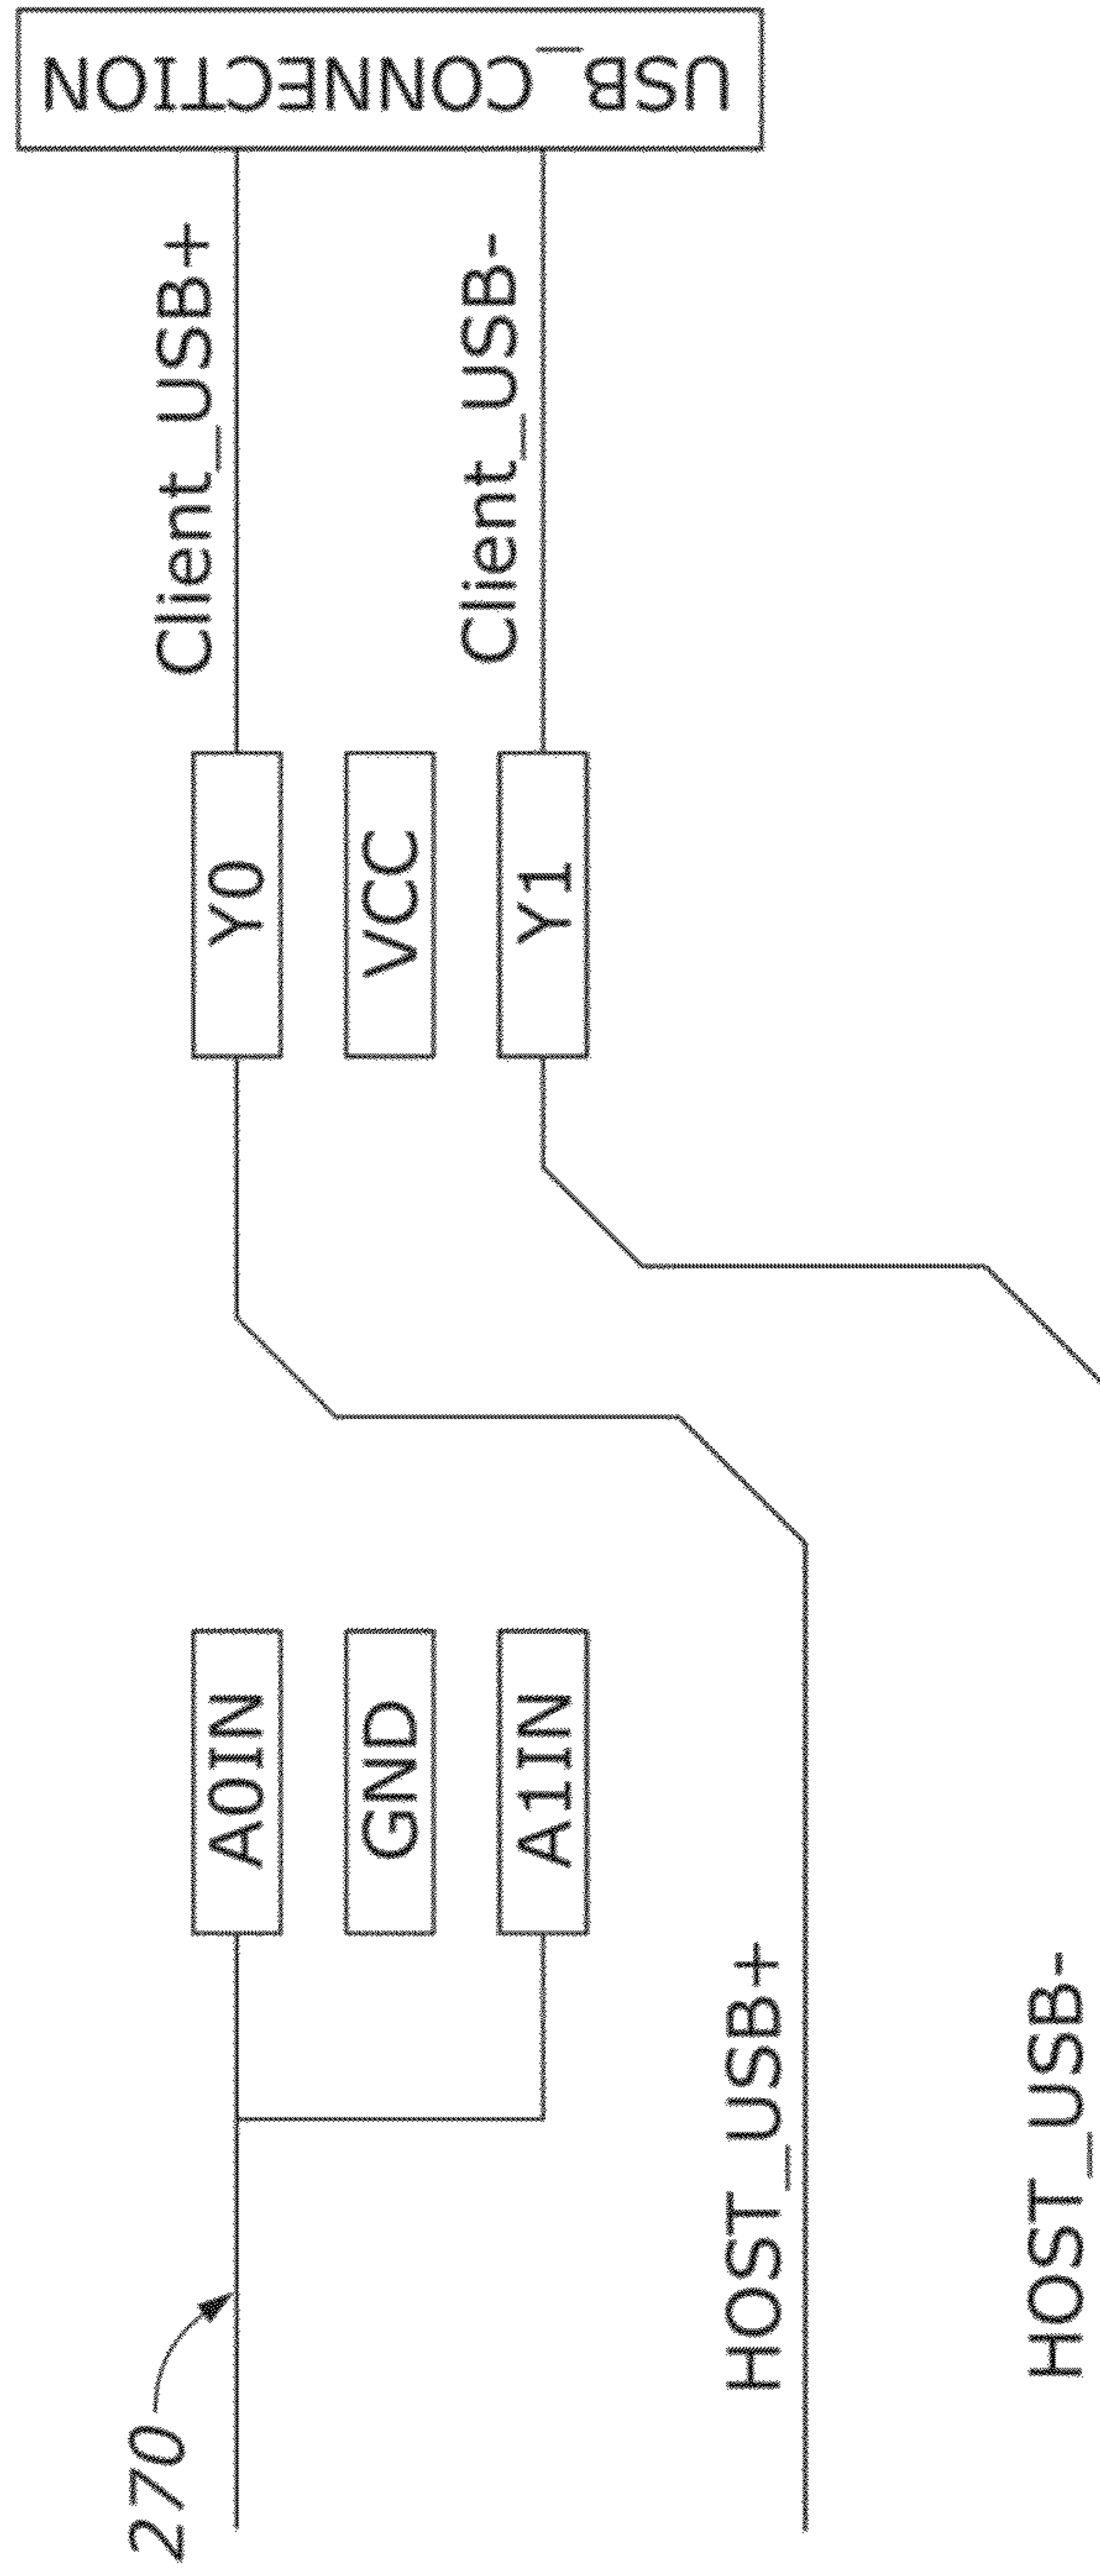 270
A0IN
GND
A1IN
HOST_USB+
HOST_USB-
Y0
VCC
Y1
Client_USB+
Client_USB-
USB_CONNECTION